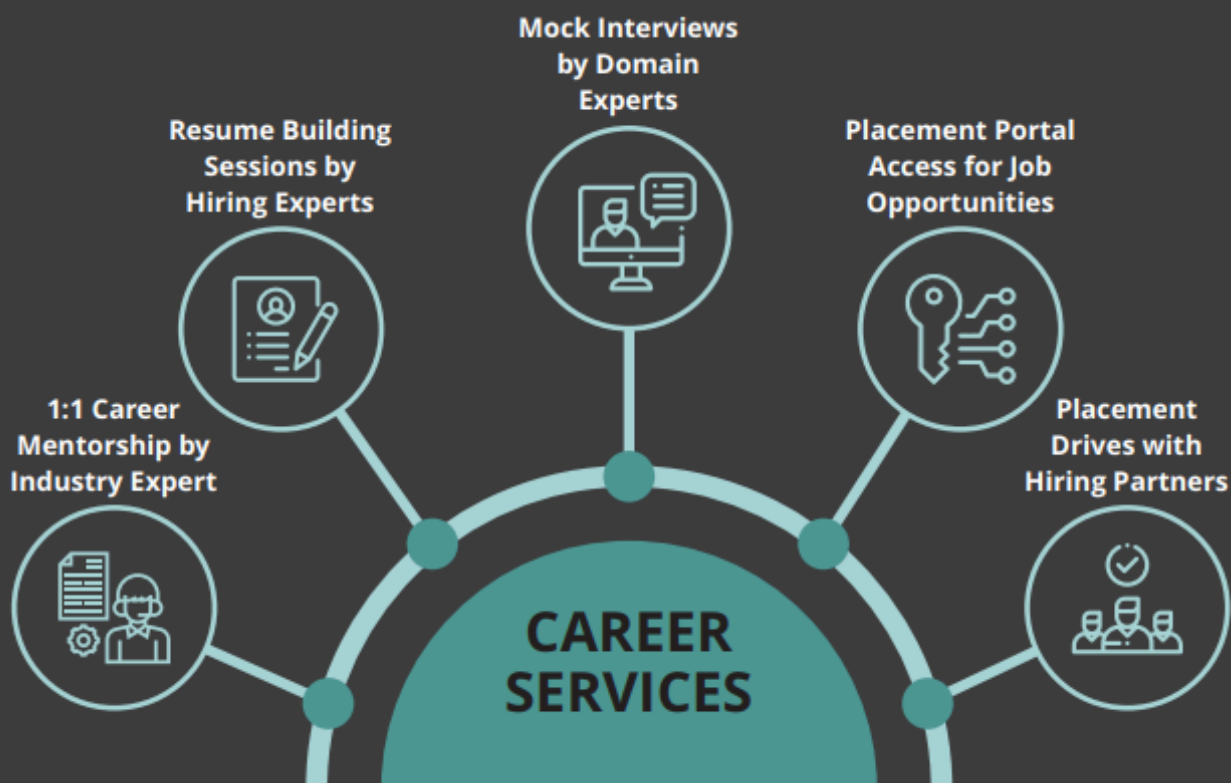 Mock Interviews
by Domain
Experts
Resume Building
Sessions by
Hiring Experts
Placement Portal
Access for Job
Opportunities
1:1 Career
Mentorship by
Industry Expert
Placement
Drives with
Hiring Partners
CAREER
SERVICES